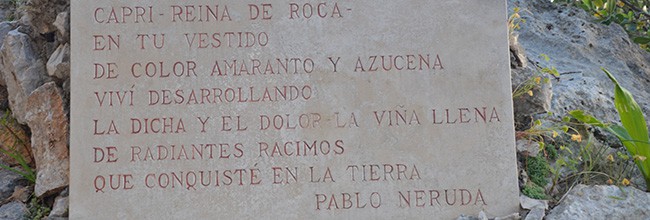 CAPRI-REINA DE ROCA-
EN TU VESTIDO
DE COLOR AMARANTO Y AZUCENA
VIVÍ DESARROLLANDO
LA DICHA Y EL DOLOR-LA VIÑA LLENA
DE RADIANTES RACIMOS
QUE CONQUISTÉ EN LA TIERRA
PABLO NERUDA